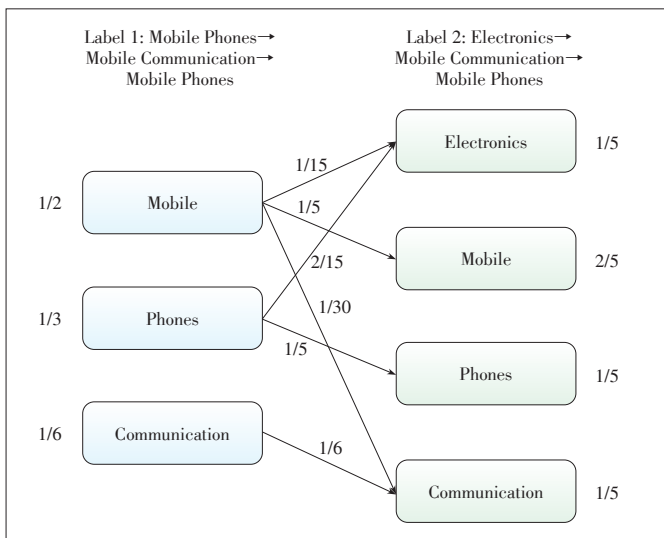 Label 1: Mobile Phones→
Mobile Communication→
Mobile Phones
Label 2: Electronics→
Mobile Communication→
Mobile Phones
Electronics
1/5
1/15
1/2
Mobile
1/5
Mobile
2/5
2/15
1/30
1/3
Phones
1/5
Phones
1/5
1/6
Communication
1/6
Communication
1/5